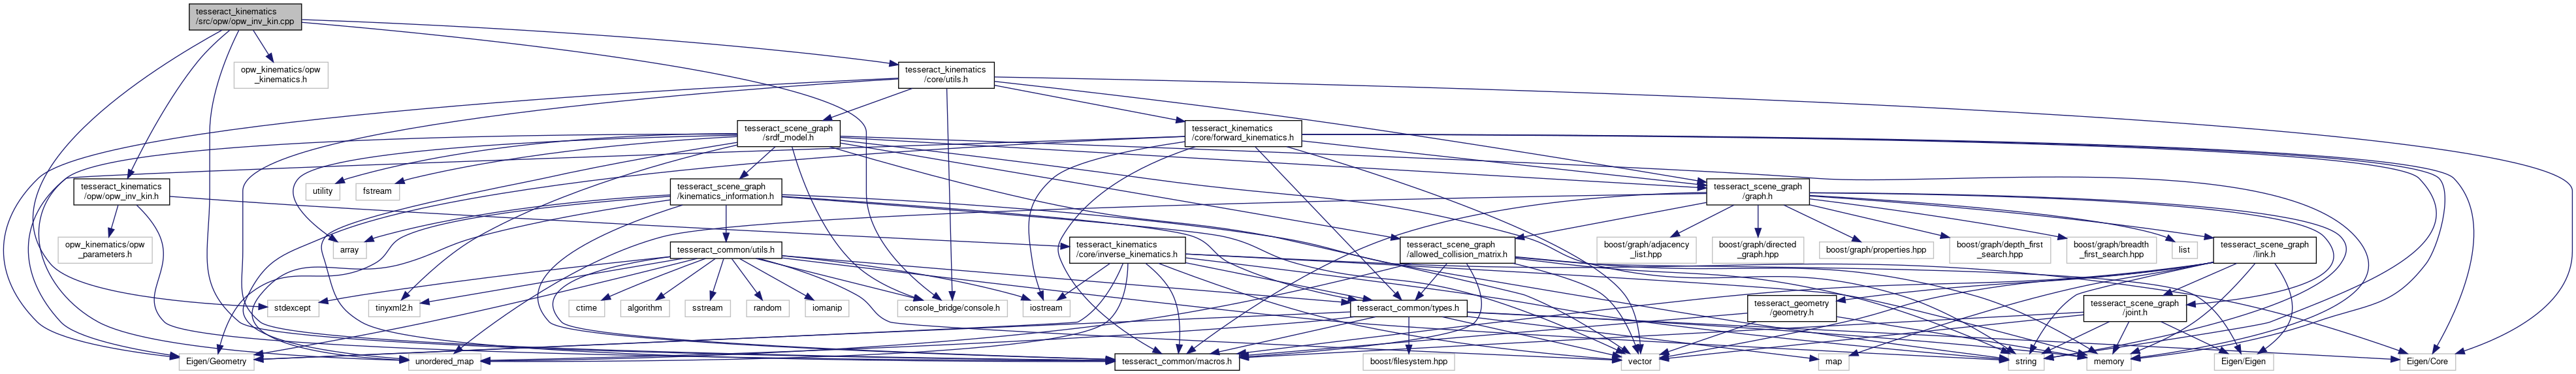 tesseract_kinematics
/src/opw/opw_inv_kin.cpp
opw_kinematics/opw
_kinematics.h
tesseract_kinematics
/core/utils.h
tesseract_scene_graph
/srdf_model.h
tesseract_kinematics
/core/forward_kinematics.h
tesseract_kinematics
/opw/opw_inv_kin.h
utility
fstream
tesseract_scene_graph
/kinematics_information.h
tesseract_scene_graph
/graph.h
opw_kinematics/opw
_parameters.h
array
tesseract_common/utils.h
tesseract_kinematics
/core/inverse_kinematics.h
tesseract_scene_graph
/allowed_collision_matrix.h
boost/graph/adjacency
_list.hpp
boost/graph/directed
_graph.hpp
boost/graph/properties.hpp
boost/graph/depth_first
_search.hpp
boost/graph/breadth
_first_search.hpp
list
tesseract_scene_graph
/link.h
stdexcept
tinyxml2.h
ctime
algorithm
sstream
random
iomanip
console_bridge/console.h
iostream
tesseract_common/types.h
tesseract_geometry
/geometry.h
tesseract_scene_graph
/joint.h
Eigen/Geometry
unordered_map
tesseract_common/macros.h
boost/filesystem.hpp
vector
map
string
memory
Eigen/Eigen
Eigen/Core